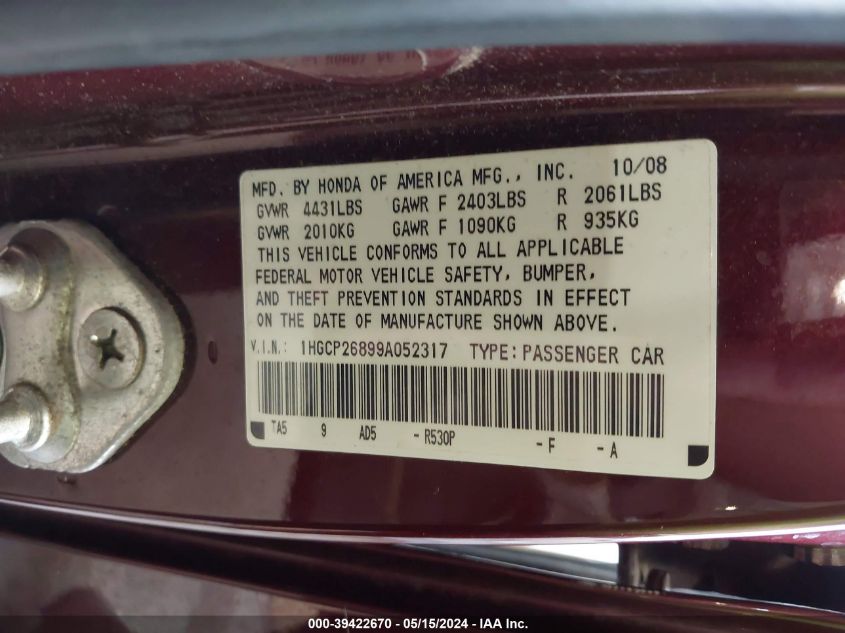 MFD. BY HONDA OF AMERICA MFG., INC. 10/08
GVWR 4431LBS GAWR F 2403LBS R 2061LBS
GVWR 2010KG GAWR F 1090KG R 935KG
THIS VEHICLE CONFORMS TO ALL APPLICABLE
FEDERAL MOTOR VEHICLE SAFETY, BUMPER,
AND THEFT PREVENTION STANDARDS IN EFFECT
ON THE DATE OF MANUFACTURE SHOWN ABOVE.
V.I.N.: 1HGCP26899A052317 TYPE: PASSENGER CAR
TA5 9 AD5 -R530P -F -A
000-39422670 - 05/15/2024 - IAA Inc.